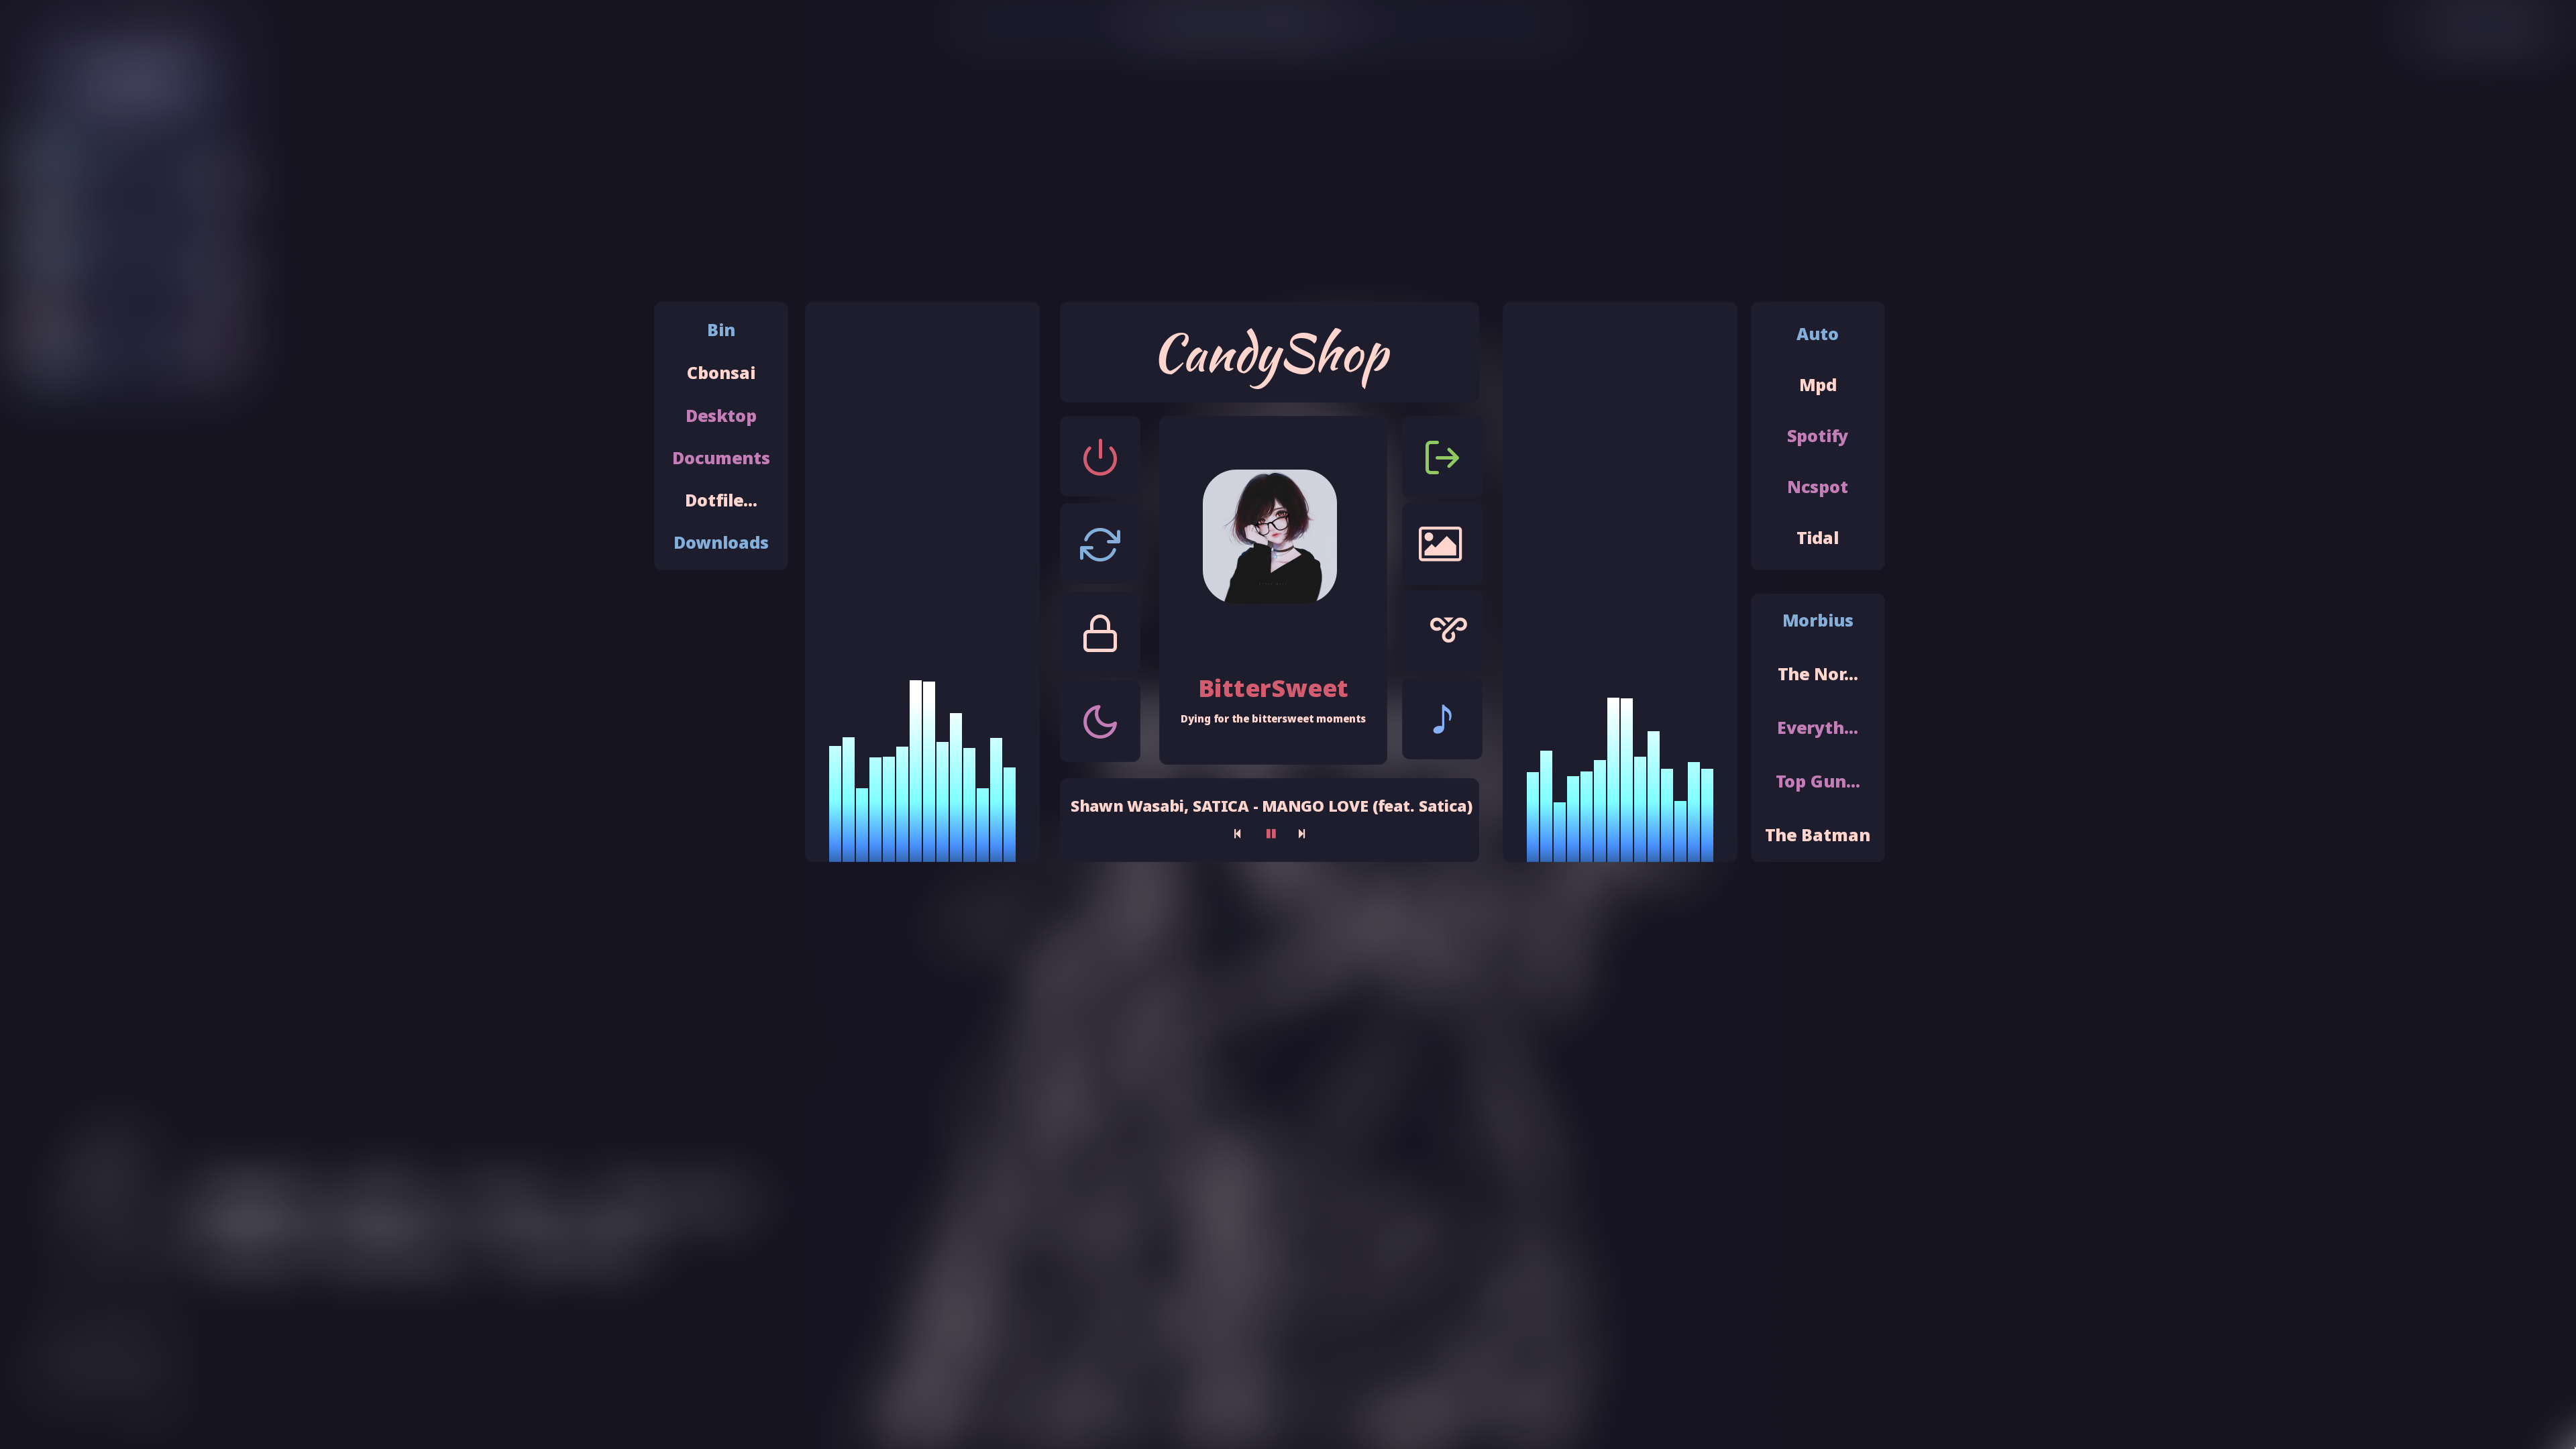 Bin
Cbonsai
Desktop
Documents
Dotfile...
Downloads
CandyShop
BitterSweet
Dying for the bittersweet moments
Shawn Wasabi, SATICA - MANGO LOVE (feat. Satica)
Auto
Mpd
Spotify
Ncspot
Tidal
Morbius
The Nor...
Everyth...
Top Gun...
The Batman